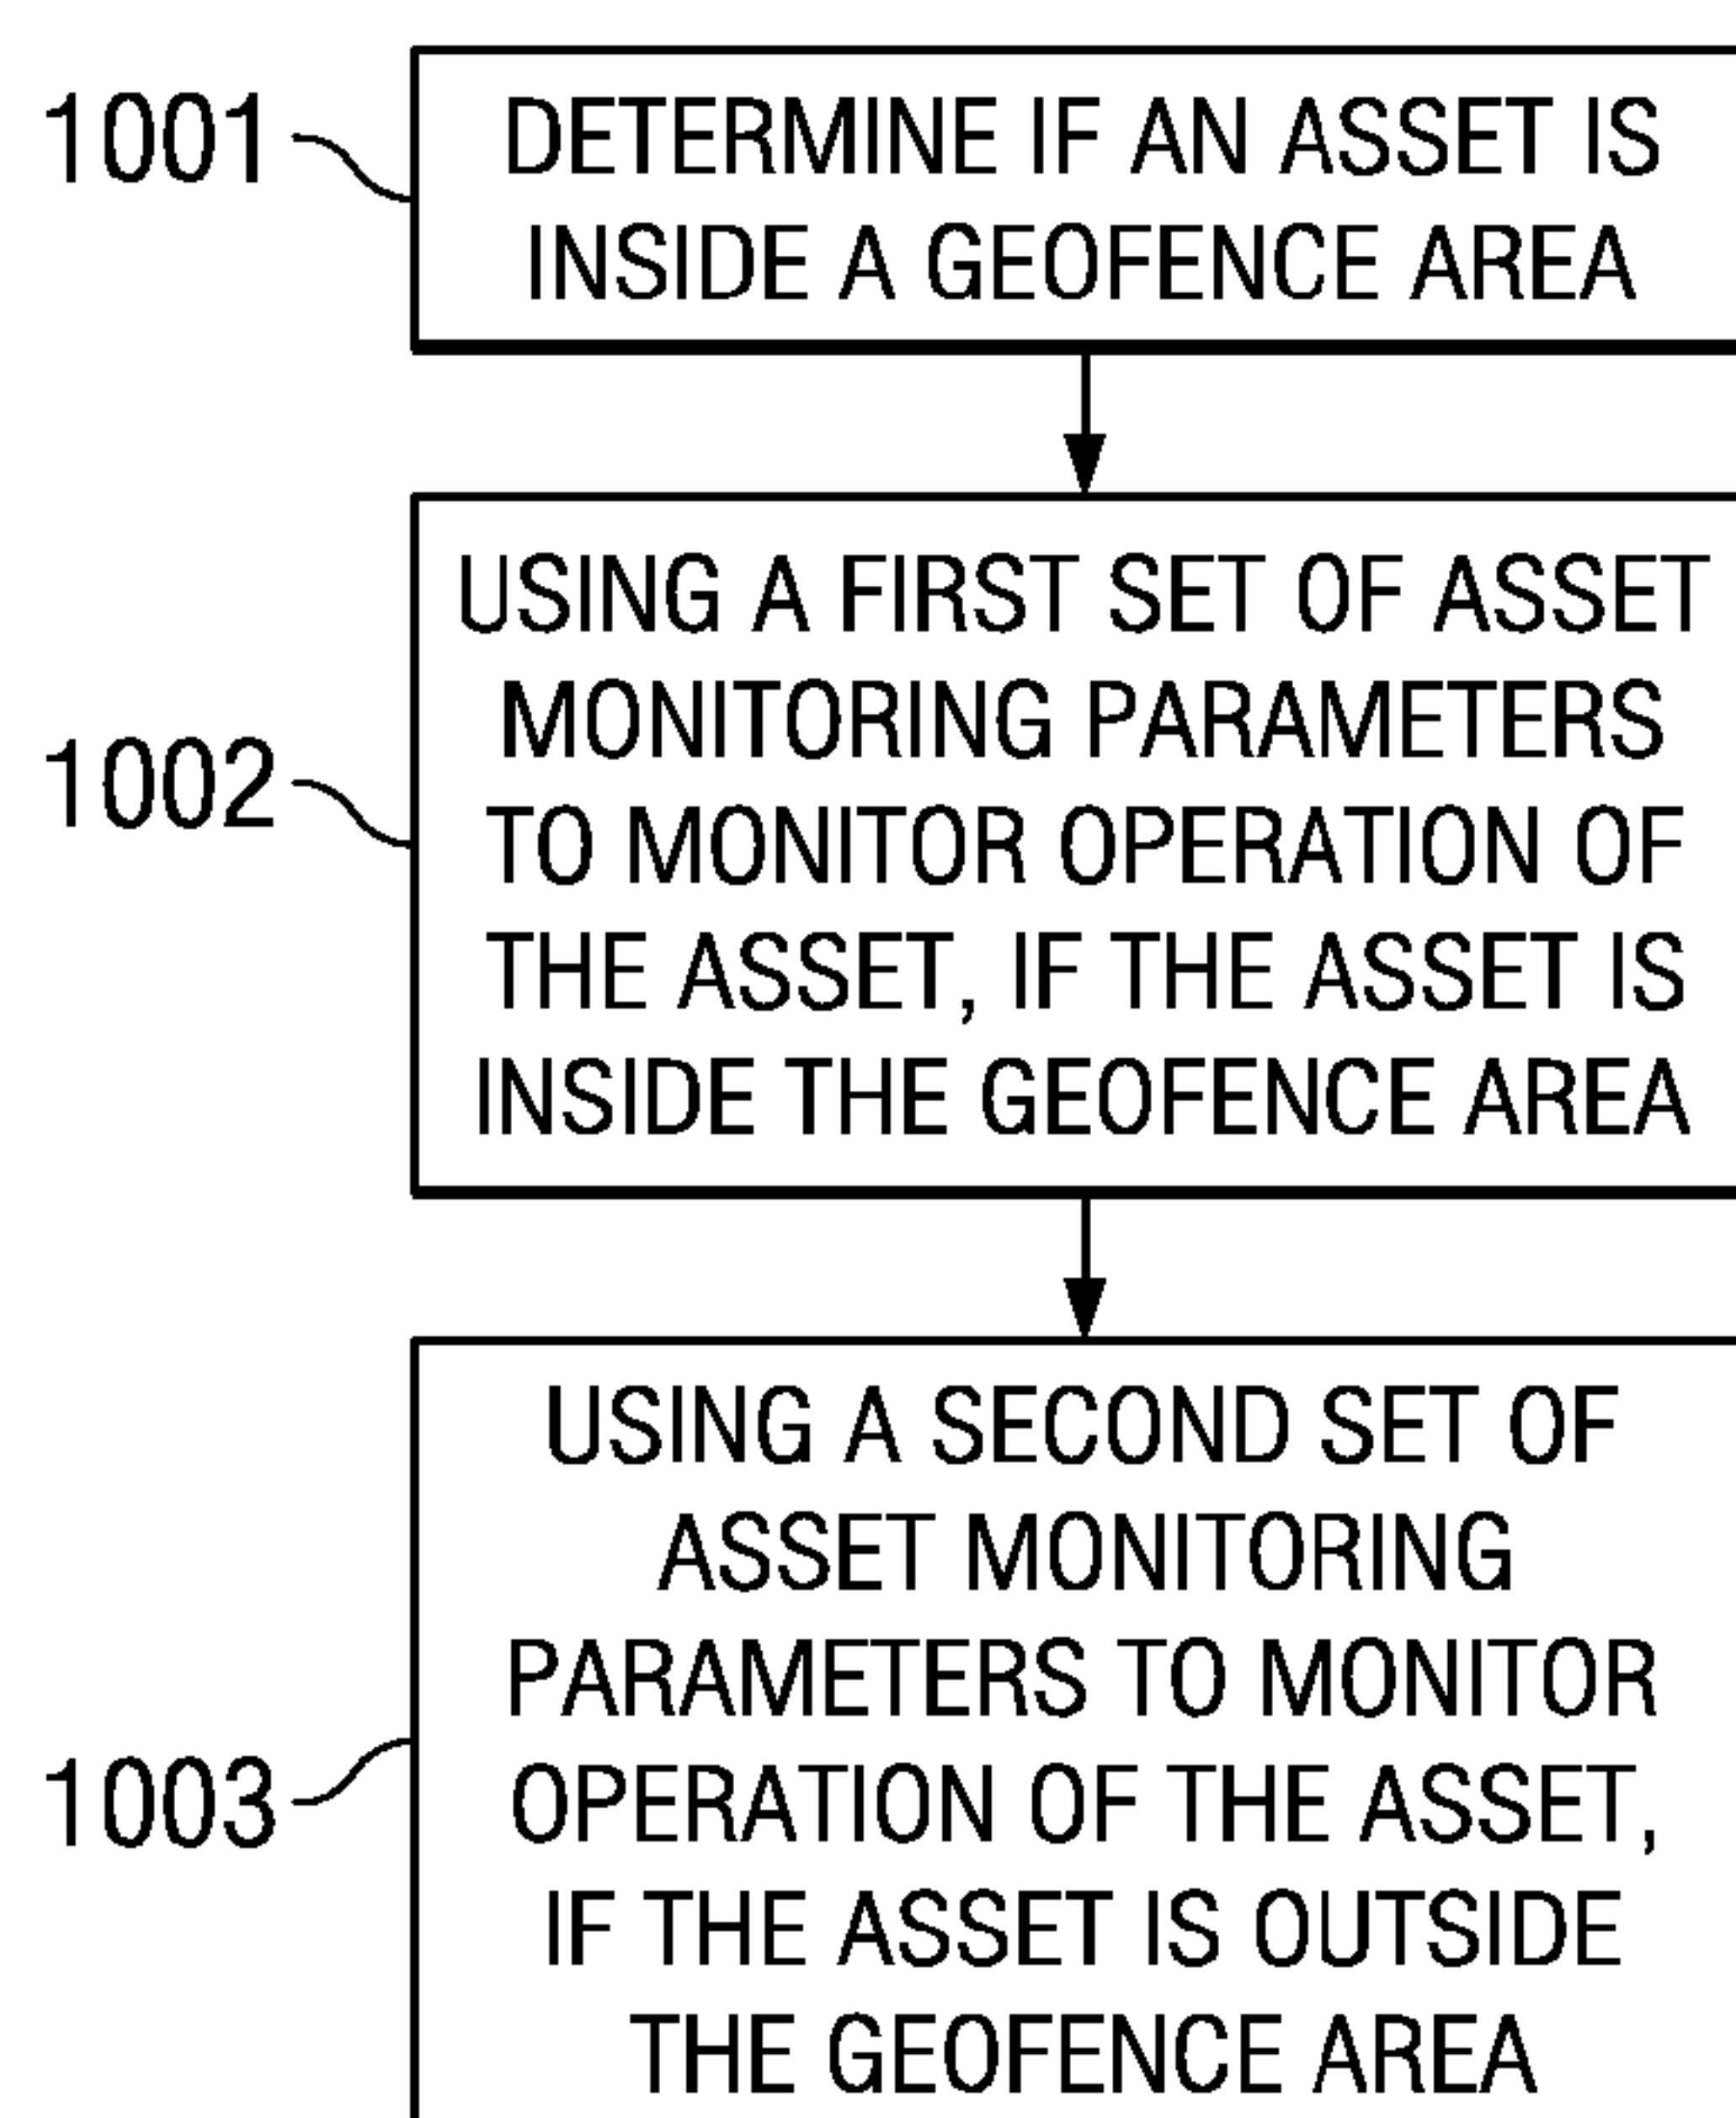 1001
DETERMINE IF AN ASSET IS
INSIDE A GEOFENCE AREA
1002
USING A FIRST SET OF ASSET
MONITORING PARAMETERS
TO MONITOR OPERATION OF
THE ASSET, IF THE ASSET IS
INSIDE THE GEOFENCE AREA
1003
USING A SECOND SET OF
ASSET MONITORING
PARAMETERS TO MONITOR
OPERATION OF THE ASSET,
IF THE ASSET IS OUTSIDE
THE GEOFENCE AREA